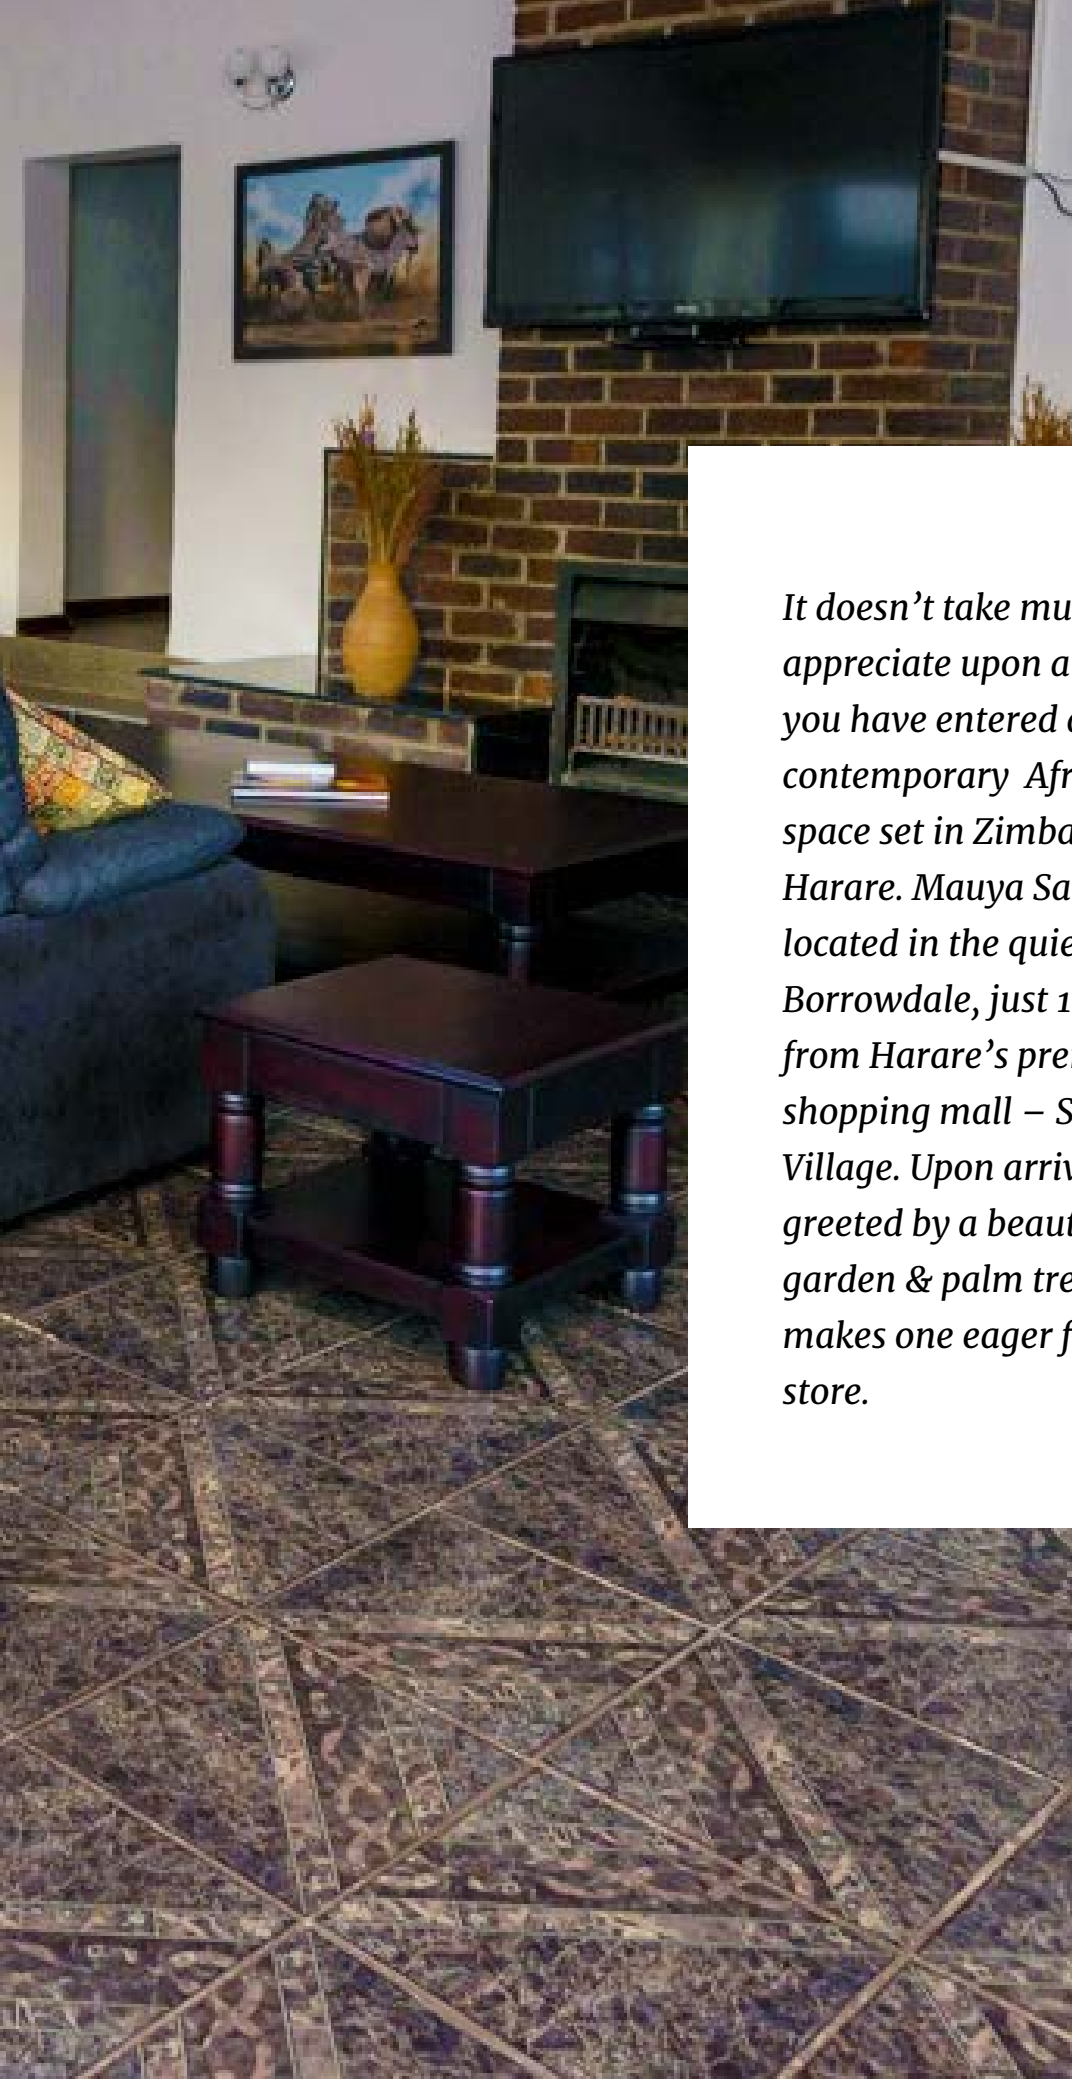 It doesn’t take mu
appreciate upon a
you have entered a
contemporary Afr
space set in Zimba
Harare. Mauya Sa
located in the quie
Borrowdale, just 1
from Harare’s pre
shopping mall – S
Village. Upon arriv
greeted by a beaut
garden & palm tre
makes one eager f
store.